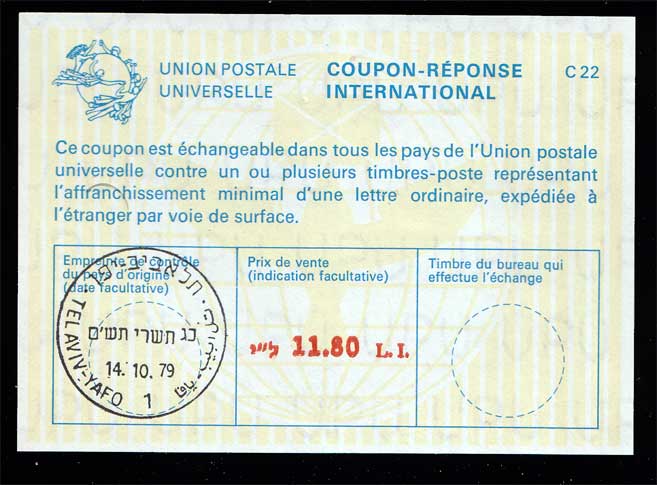 UNION POSTALE
UNIVERSELLE
COUPON-RÉPONSE
INTERNATIONAL
C 22
Ce coupon est échangeable dans tous les pays de l'Union postale
universelle contre un ou plusieurs timbres-poste représentant
l'affranchissement minimal d'une lettre ordinaire, expédiée à
l'étranger par voie de surface.
Empreinte de contrôle
du pays d'origine
(date facultative)
תל אביב-יפו
כג תשרי תש"ם
14.10.79
TEL AVIV-YAFO 1
Prix de vente
(indication facultative)
ל"י 11.80 L.I.
Timbre du bureau qui
effectue l'échange